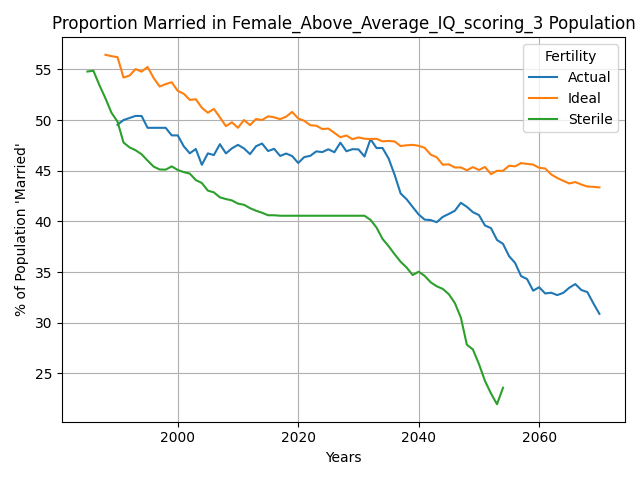 Proportion Married in Female_Above_Average_IQ_scoring_3 Population
Fertility
Actual
Ideal
Sterile
% of Population 'Married'
55
50
45
40
35
30
25
2000
2020
2040
2060
Years